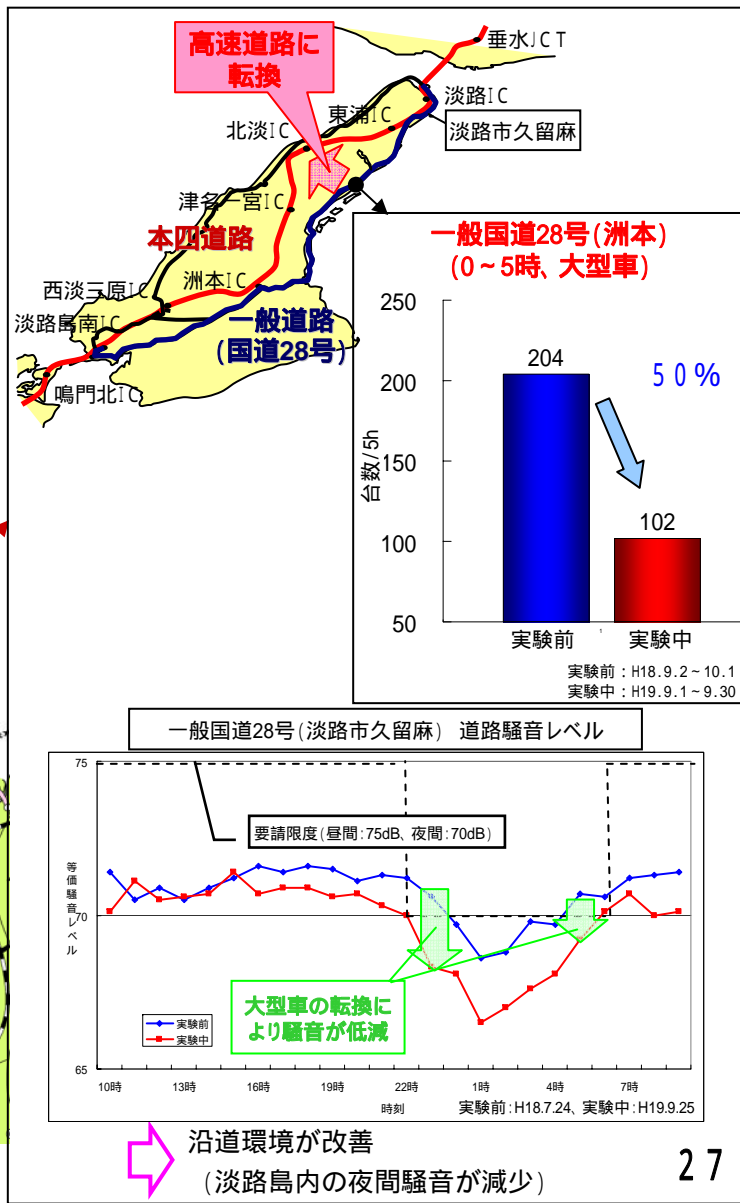 高速道路に
転換
垂水JCT
淡路IC
東浦IC
北淡IC
淡路市久留麻
津名一宮IC
本四道路
洲本IC
西淡三原IC
淡路島南IC
一般道路
(国道28号)
鳴門北IC
一般国道28号(洲本)
(0~5時、大型車)
250
204
50%
200
台数/5h
150
102
100
50
実験前
実験中
実験前:H18.9.2~10.1
実験中:H19.9.1~9.30
一般国道28号(淡路市久留麻) 道路騒音レベル
75
要請限度(昼間:75dB、夜間:70dB)
等価騒音レベル
70
大型車の転換に
より騒音が低減
実験前
実験中
65
10時 13時 16時 19時 22時 1時 4時 7時
時刻
実験前:H18.7.24、実験中:H19.9.25
沿道環境が改善
(淡路島内の夜間騒音が減少)
27